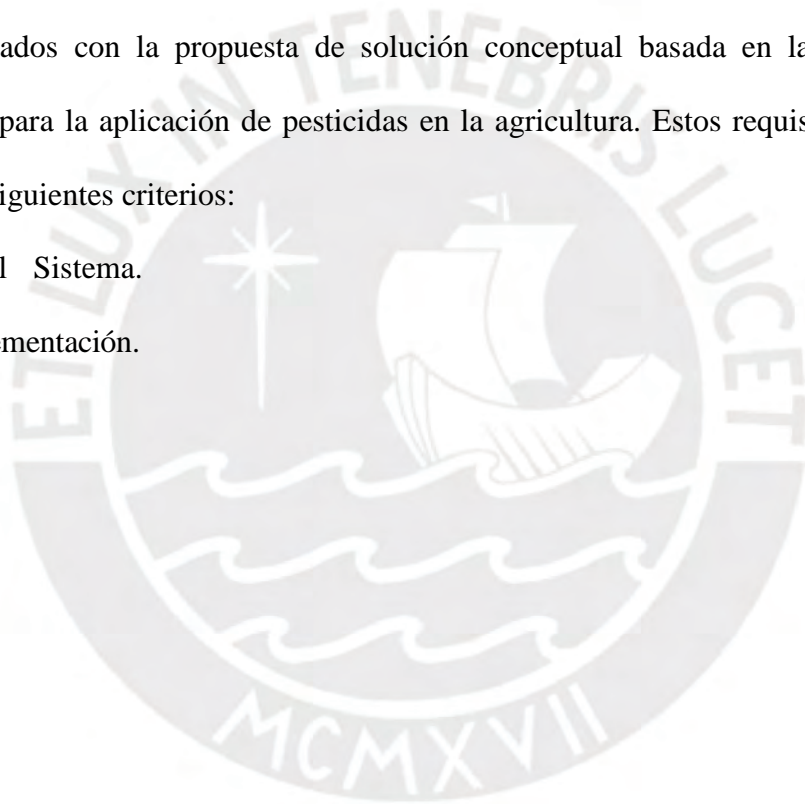 ados con la propuesta de solución conceptual basada en la
para la aplicación de pesticidas en la agricultura. Estos requis
iguientes criterios:
l Sistema.
ementación.
ET LUX IN TENEBRIS LUCET
MCMXVII